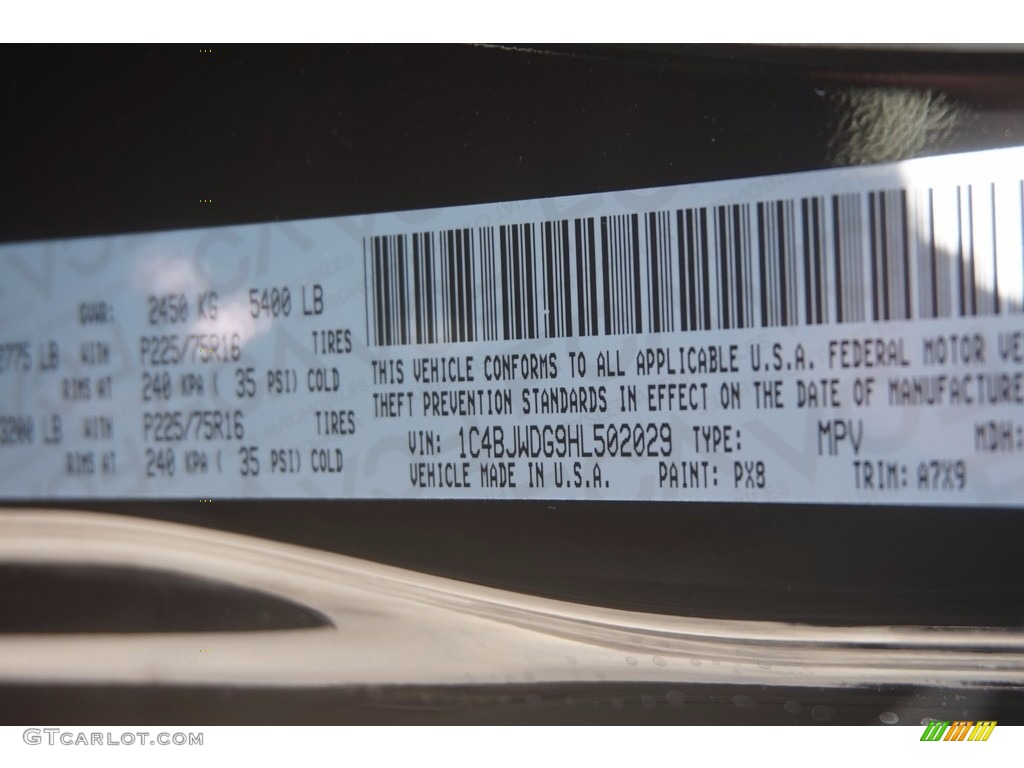 GVWR: 2450 KG 5400 LB
2775 LB WITH P225/75R16 TIRES
RIMS AT 240 KPA ( 35 PSI) COLD
3200 LB WITH P225/75R16 TIRES
RIMS AT 240 KPA ( 35 PSI) COLD
THIS VEHICLE CONFORMS TO ALL APPLICABLE U.S.A. FEDERAL MOTOR VE
THEFT PREVENTION STANDARDS IN EFFECT ON THE DATE OF MANUFACTURE
VIN: 1C4BJWDG9HL502029 TYPE: MPV MDH:
VEHICLE MADE IN U.S.A. PAINT: PX8 TRIM: A7X9
GTcarlot.com